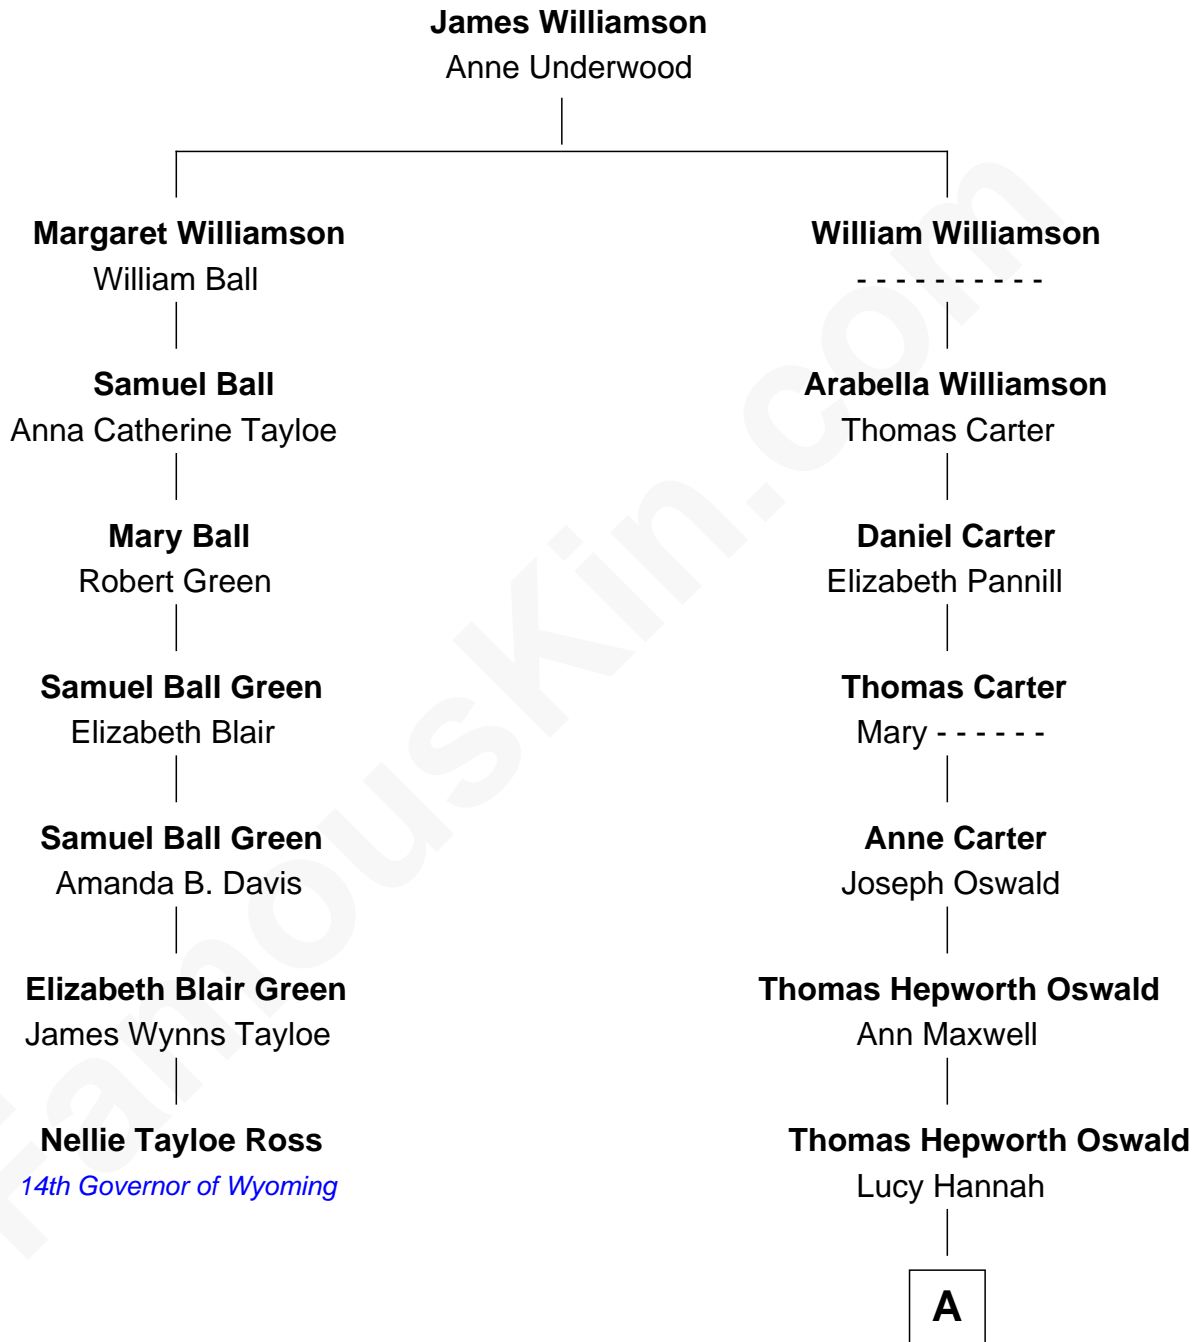 James Williamson
Anne Underwood
Margaret Williamson
William Ball
Samuel Ball
Anna Catherine Tayloe
Mary Ball
Robert Green
Samuel Ball Green
Elizabeth Blair
Samuel Ball Green
Amanda B. Davis
Elizabeth Blair Green
James Wynns Tayloe
Nellie Tayloe Ross
14th Governor of Wyoming
William Williamson
- - - - - - - - - -
Arabella Williamson
Thomas Carter
Daniel Carter
Elizabeth Pannill
Thomas Carter
Mary - - - - - -
Anne Carter
Joseph Oswald
Thomas Hepworth Oswald
Ann Maxwell
Thomas Hepworth Oswald
Lucy Hannah
A
FamousKin.com